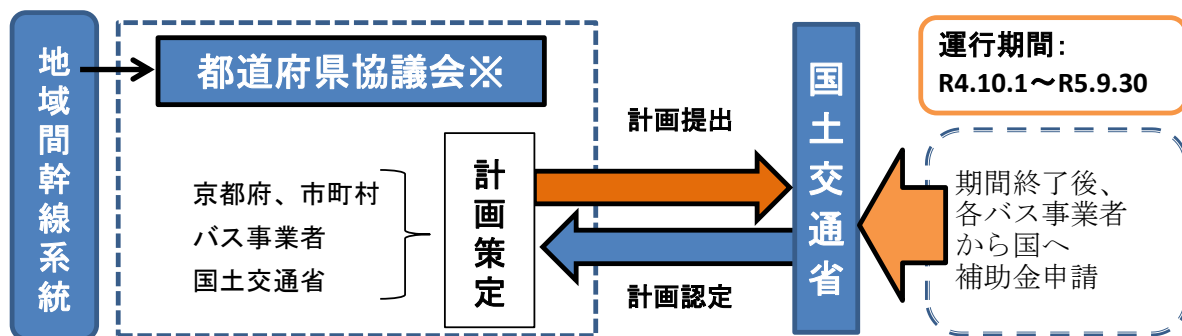 地域間幹線系統
都道府県協議会※
京都府、市町村
バス事業者
国土交通省
計画策定
計画提出
計画認定
国土交通省
運行期間：
R4.10.1～R5.9.30
期間終了後、
各バス事業者
から国へ
補助金申請